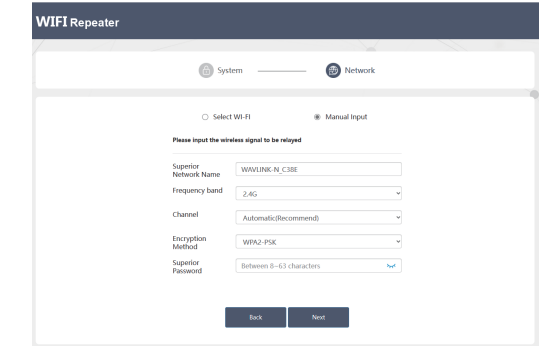 WIFI Repeater
System
Network
Select WI-FI
Manual Input
Please input the wireless signal to be relayed
Superior
Network Name
WAVLINK-N_C3BE
Frequency band
2.4G
Channel
Automatic(Recommend)
Encryption
Method
WPA2-PSK
Superior
Password
Between 8~63 characters
Back
Next